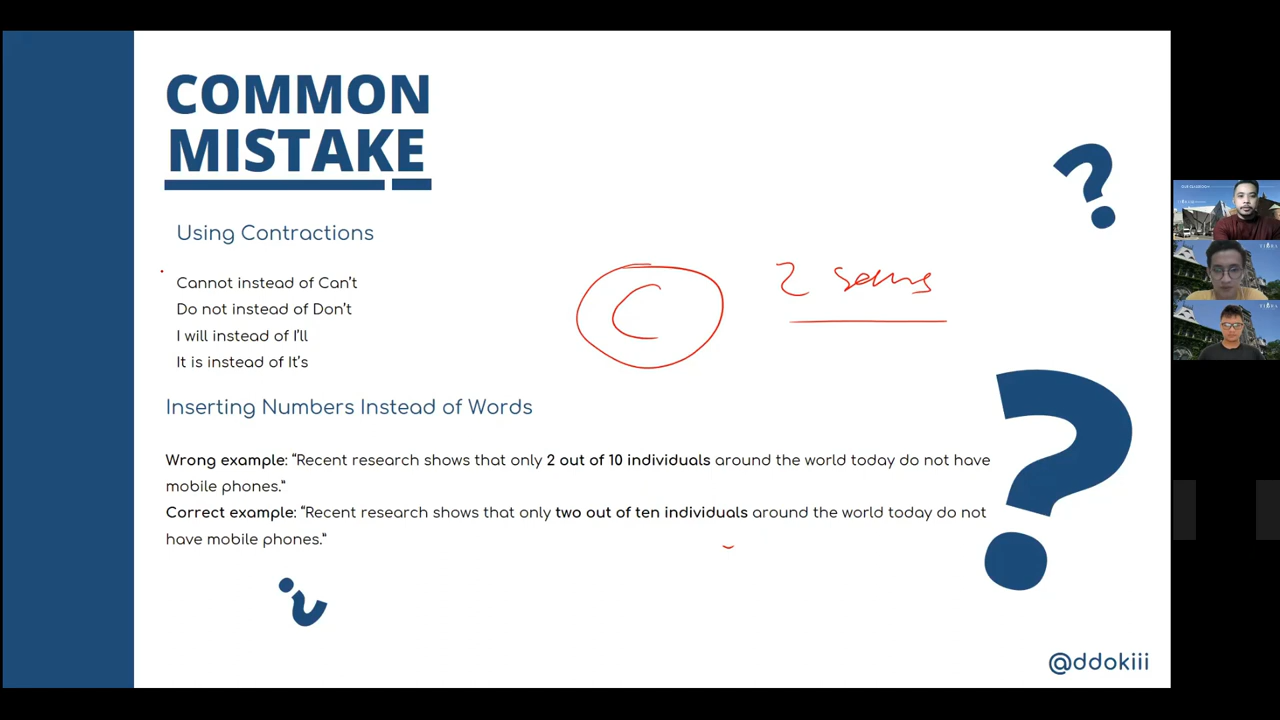 COMMON
MISTAKE
Using Contractions
Cannot instead of Can't
Do not instead of Don't
I will instead of I'll
It is instead of It's
C
2
Inserting Numbers Instead of Words
Wrong example: “Recent research shows that only 2 out of 10 individuals around the world today do not have
mobile phones.”
Correct example: “Recent research shows that only two out of ten individuals around the world today do not
have mobile phones.”
@ddokiii